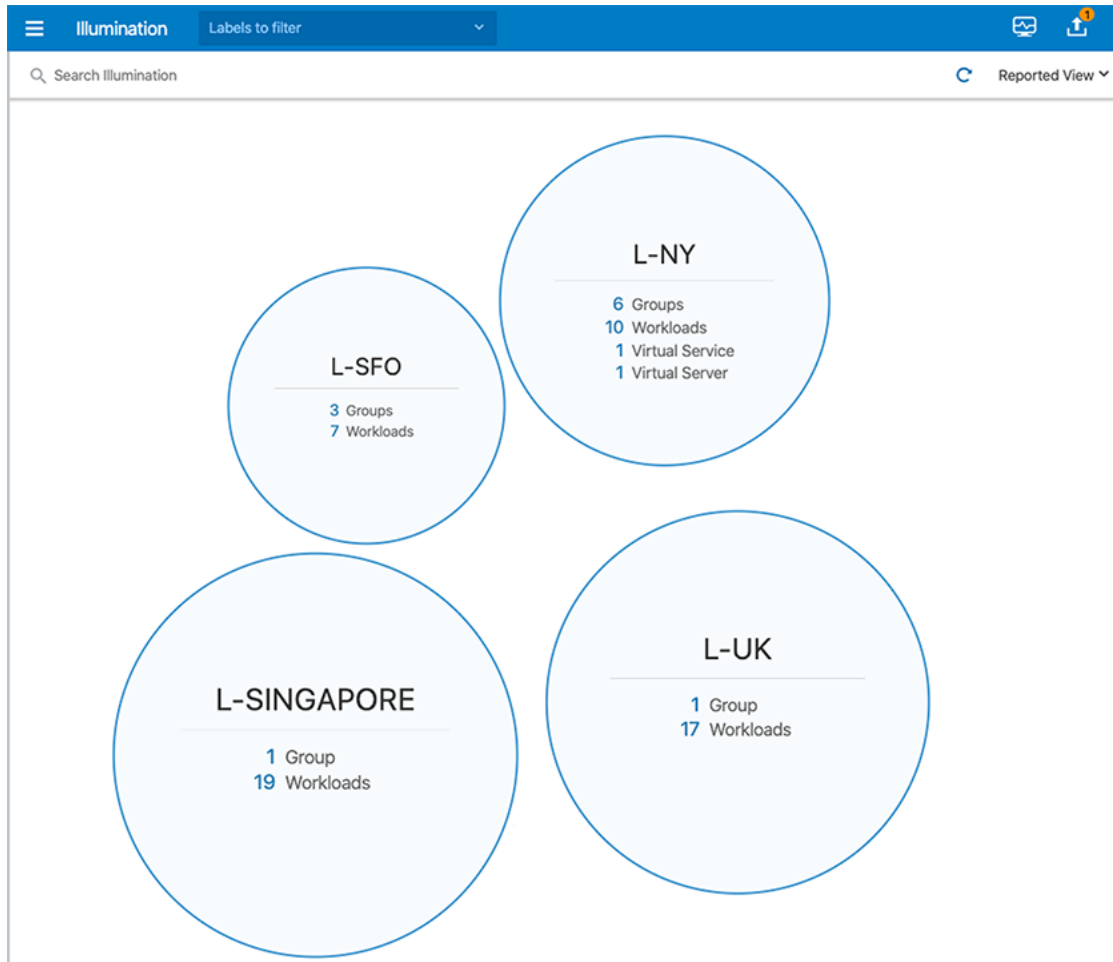 Illumination
Labels to filter
1
Search Illumination
Reported View
L-NY
6 Groups
10 Workloads
1 Virtual Service
1 Virtual Server
L-SFO
3 Groups
7 Workloads
L-UK
1 Group
17 Workloads
L-SINGAPORE
1 Group
19 Workloads